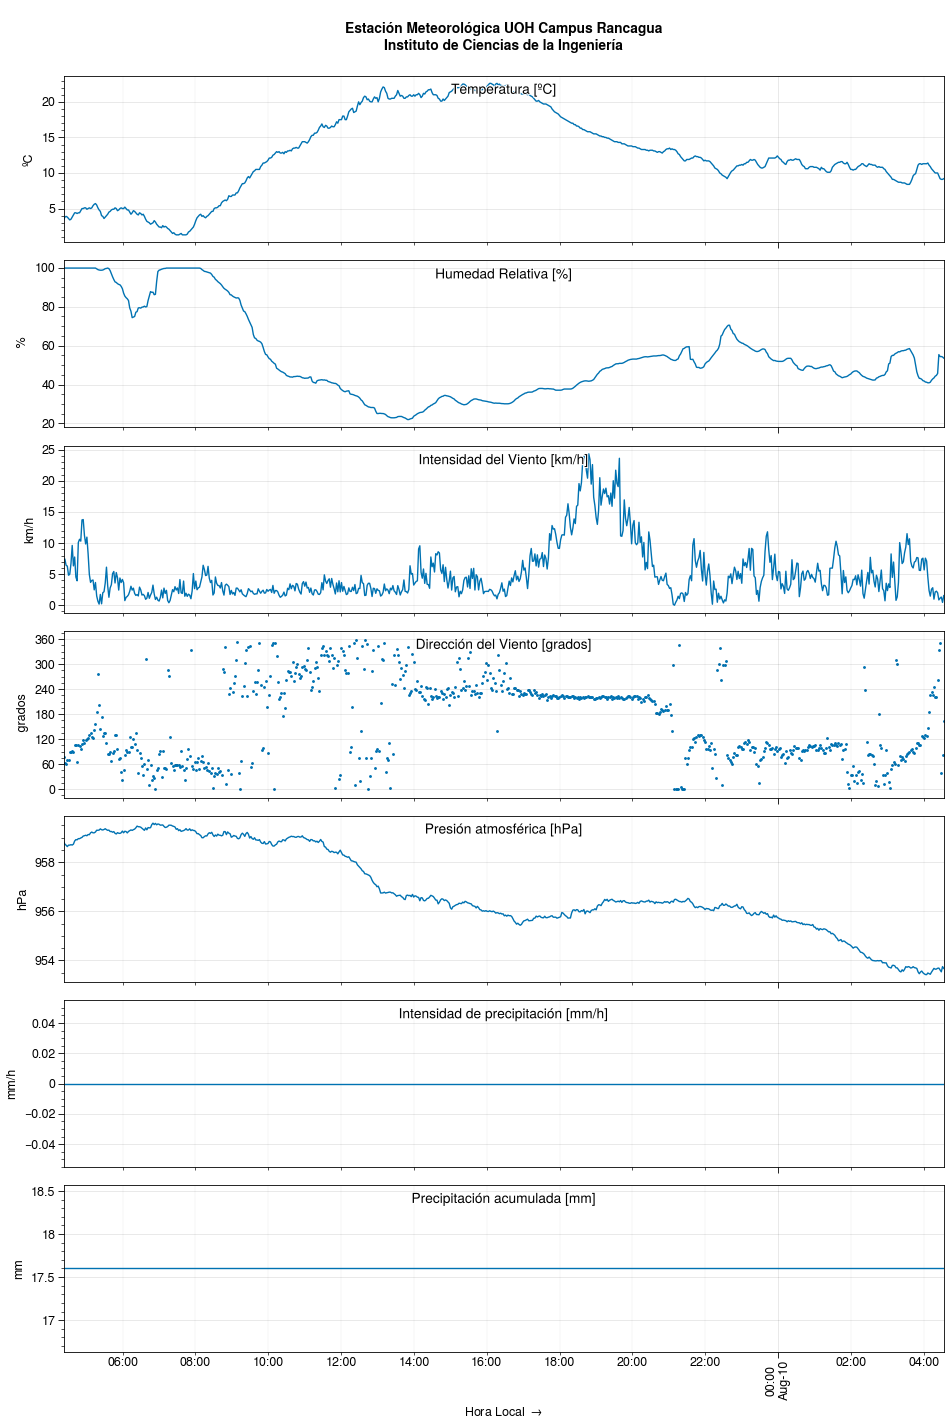 Estación Meteorológica UOH Campus Rancagua
Instituto de Ciencias de la Ingeniería
Temperatura [ºC]
20
15
10
5
ºC
Humedad Relativa [%]
100
80
60
40
20
%
Intensidad del Viento [km/h]
25
20
15
10
5
0
km/h
Dirección del Viento [grados]
360
300
240
180
120
60
0
grados
Presión atmosférica [hPa]
958
956
954
hPa
Intensidad de precipitación [mm/h]
0.04
0.02
0
−0.02
−0.04
mm/h
Precipitación acumulada [mm]
18.5
18
17.5
17
mm
06:00 08:00 10:00 12:00 14:00 16:00 18:00 20:00 22:00 00:00 02:00 04:00
Aug-10
Hora Local →